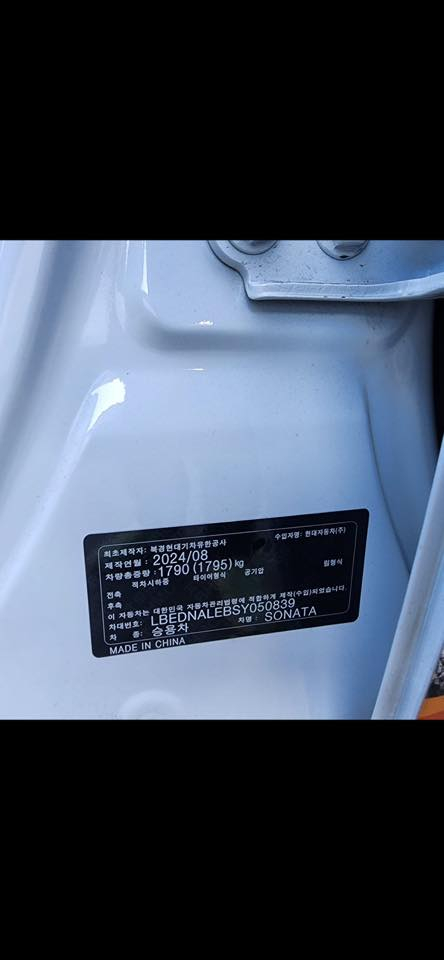 최초제작자: 북경현대기차유한공사 수입자명: 현대자동차(주)
제작연월 : 2024/08
차량총중량 : 1790 (1795) kg
적차시하중 타이어형식 공기압 림형식
전축
후축
이 자동차는 대한민국 자동차관리법령에 적합하게 제작(수입)되었습니다
차대번호: LBEDNALEBSY050839
차 종: 승용차 차명: SONATA
MADE IN CHINA